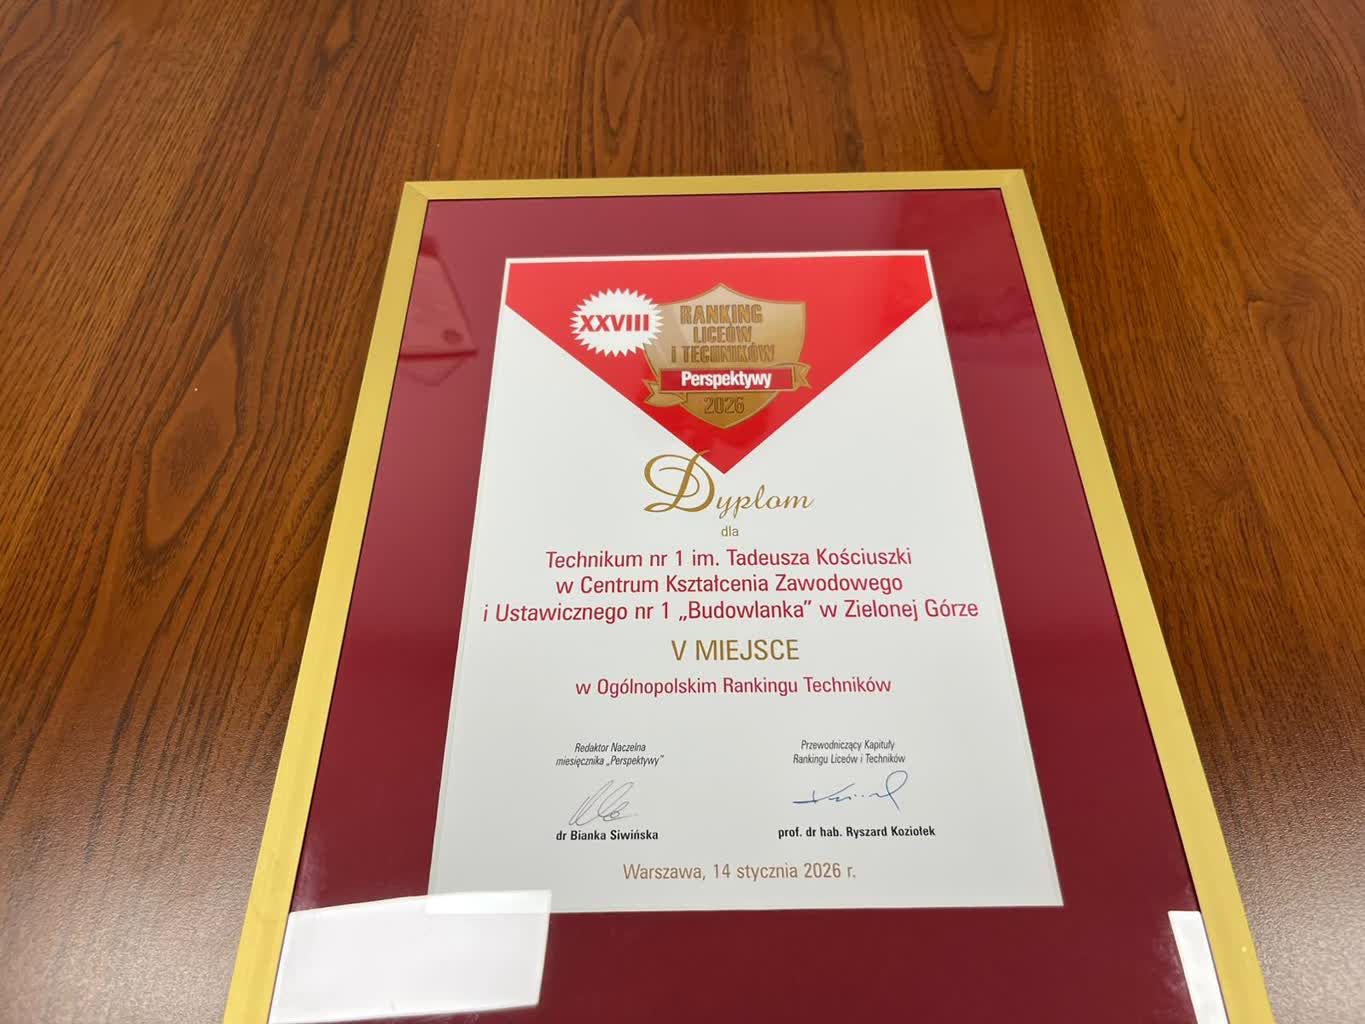 XXVIII
RANKING
LICEÓW
I TECHNIKÓW
Perspektywy
2026
Dyplom
dla
Technikum nr 1 im. Tadeusza Kościuszki
w Centrum Kształcenia Zawodowego
i Ustawicznego nr 1 „Budowlanka” w Zielonej Górze
V MIEJSCE
w Ogólnopolskim Rankingu Techników
Redaktor Naczelna
miesięcznika „Perspektywy”
dr Bianka Siwińska
Przewodniczący Kapituły
Rankingu Liceów i Techników
prof. dr hab. Ryszard Koziołek
Warszawa, 14 stycznia 2026 r.